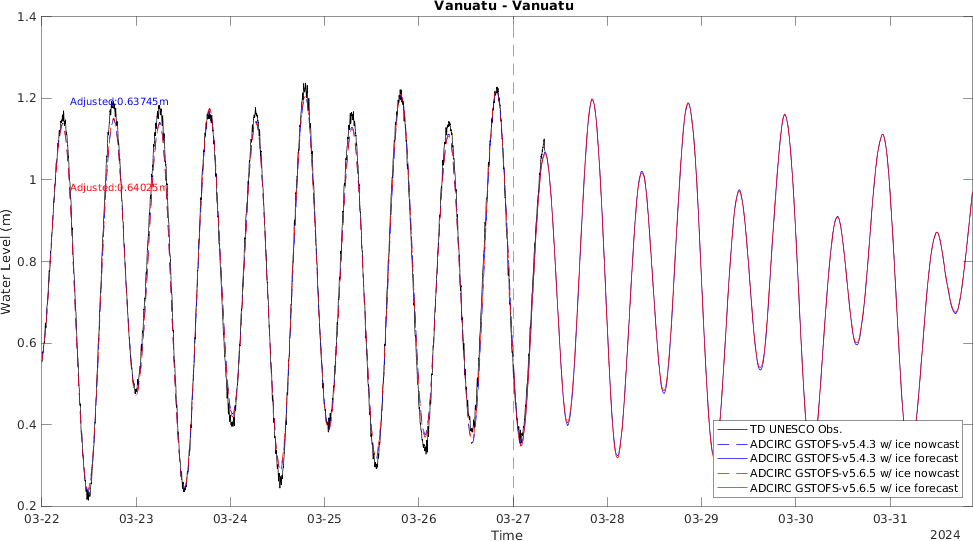 Vanuatu - Vanuatu
1.4
1.2
1
0.8
0.6
0.4
0.2
Water Level (m)
Adjusted:0.63745m
Adjusted:0.64025m
TD UNESCO Obs.
ADCIRC GSTOFS-v5.4.3 w/ ice nowcast
ADCIRC GSTOFS-v5.4.3 w/ ice forecast
ADCIRC GSTOFS-v5.6.5 w/ ice nowcast
ADCIRC GSTOFS-v5.6.5 w/ ice forecast
03-22 03-23 03-24 03-25 03-26 03-27 03-28 03-29 03-30 03-31
Time
2024